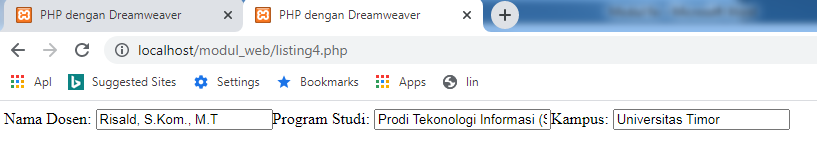 PHP dengan Dreamweaver
PHP dengan Dreamweaver
localhost/modul_web/listing4.php
Apl Suggested Sites Settings Bookmarks Apps lin
Nama Dosen: Risald, S.Kom., M.T Program Studi: Prodi Tekonologi Informasi (S Kampus: Universitas Timor